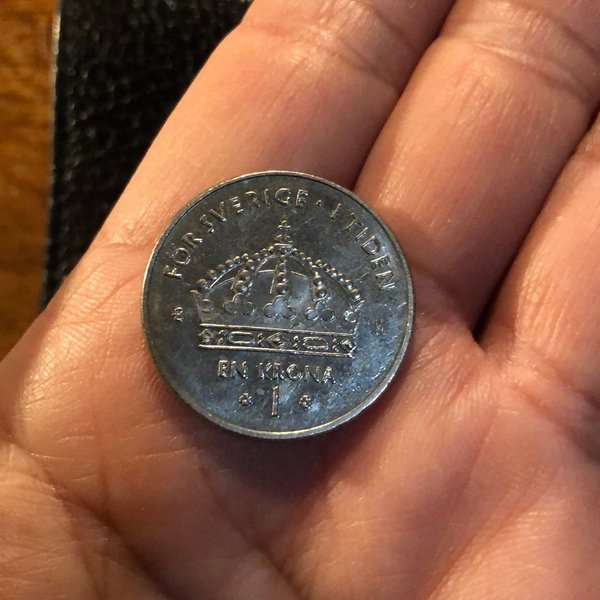 FÖR SVERIGE · I TIDEN
EN KRONA
1